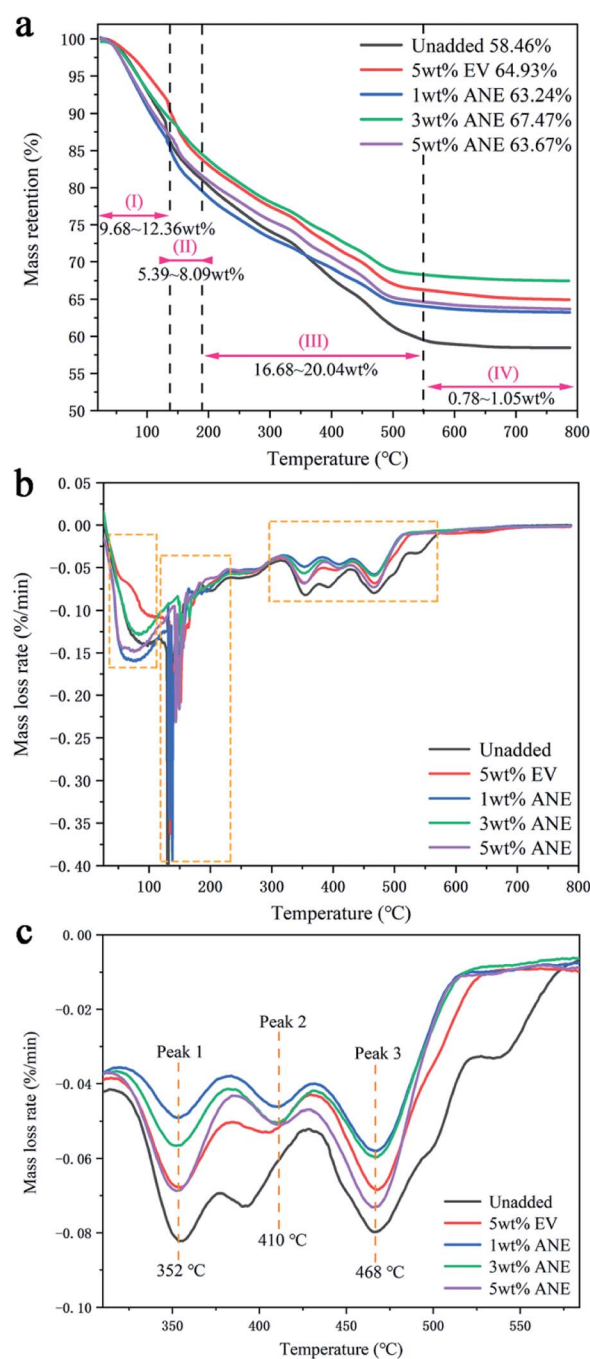 a
100
95
90
85
80
75
70
65
60
55
50
Mass retention (%)
Unadded 58.46%
5wt% EV 64.93%
1wt% ANE 63.24%
3wt% ANE 67.47%
5wt% ANE 63.67%
(I)
9.68~12.36wt%
(II)
5.39~8.09wt%
(III)
16.68~20.04wt%
(IV)
0.78~1.05wt%
100 200 300 400 500 600 700 800
Temperature (℃)
b
0.05
0.00
−0.05
−0.10
−0.15
−0.20
−0.25
−0.30
−0.35
−0.40
Mass loss rate (%/min)
Unadded
5wt% EV
1wt% ANE
3wt% ANE
5wt% ANE
100 200 300 400 500 600 700 800
Temperature (℃)
c
0.00
−0.02
−0.04
−0.06
−0.08
−0.10
Mass loss rate (%/min)
Peak 1
Peak 2
Peak 3
352 ℃
410 ℃
468 ℃
Unadded
5wt% EV
1wt% ANE
3wt% ANE
5wt% ANE
350 400 450 500 550
Temperature (℃)